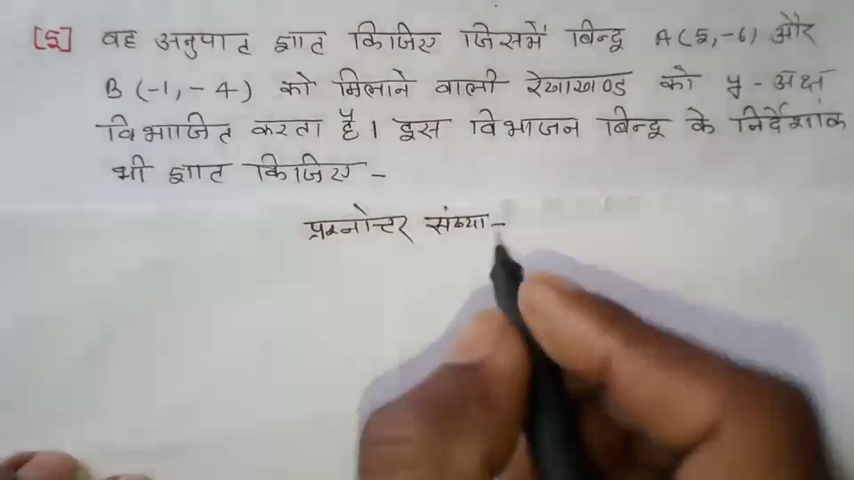 [5] वह अनुपात ज्ञात किजिए जिसमें बिन्दू A(5,-6) और
B (-1, -4) को मिलाने वाली रेखाखण्ड को y - अक्ष
विभाजित करता है। इस विभाजन बिन्दू के निर्देशांक
भी ज्ञात किजिए -
प्रश्नोत्तर संख्या -